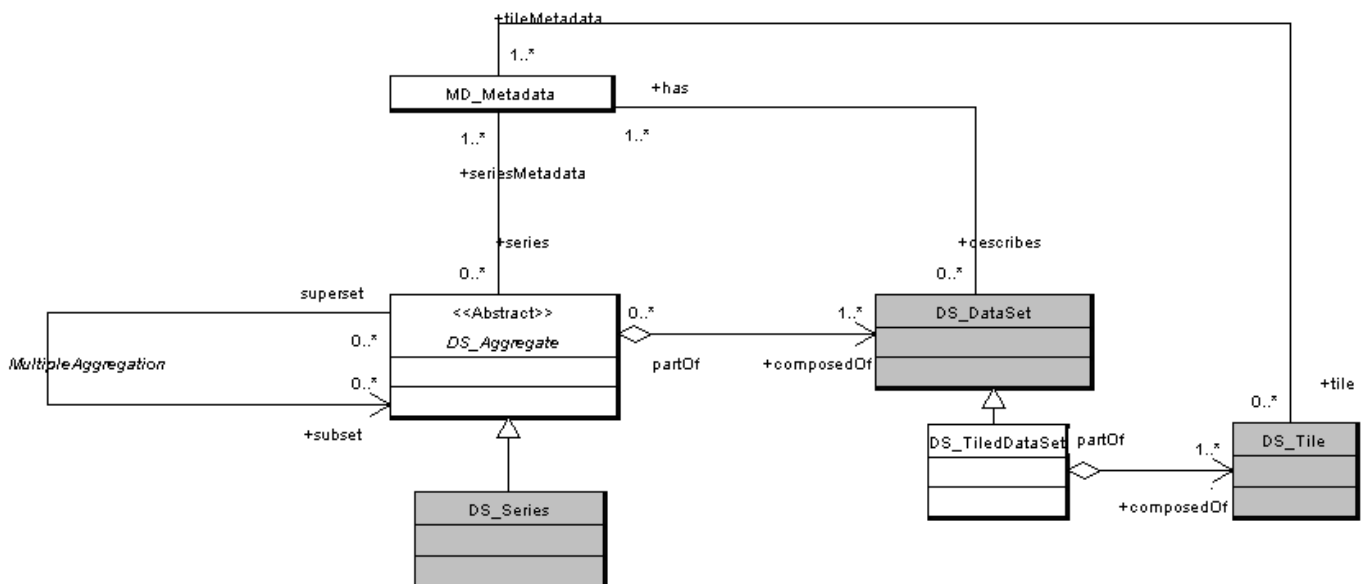 +tileMetadata
1..*
MD_Metadata
+has
1..*
1..*
+seriesMetadata
+series
+describes
0..*
0..*
superset
<<Abstract>>
DS_Aggregate
0..*
1..*
DS_DataSet
0..*
MultipleAggregation
partOf
+composedOf
0..*
+subset
+tile
0..*
DS_TiledDataSet
partOf
1..*
DS_Tile
+composedOf
DS_Series